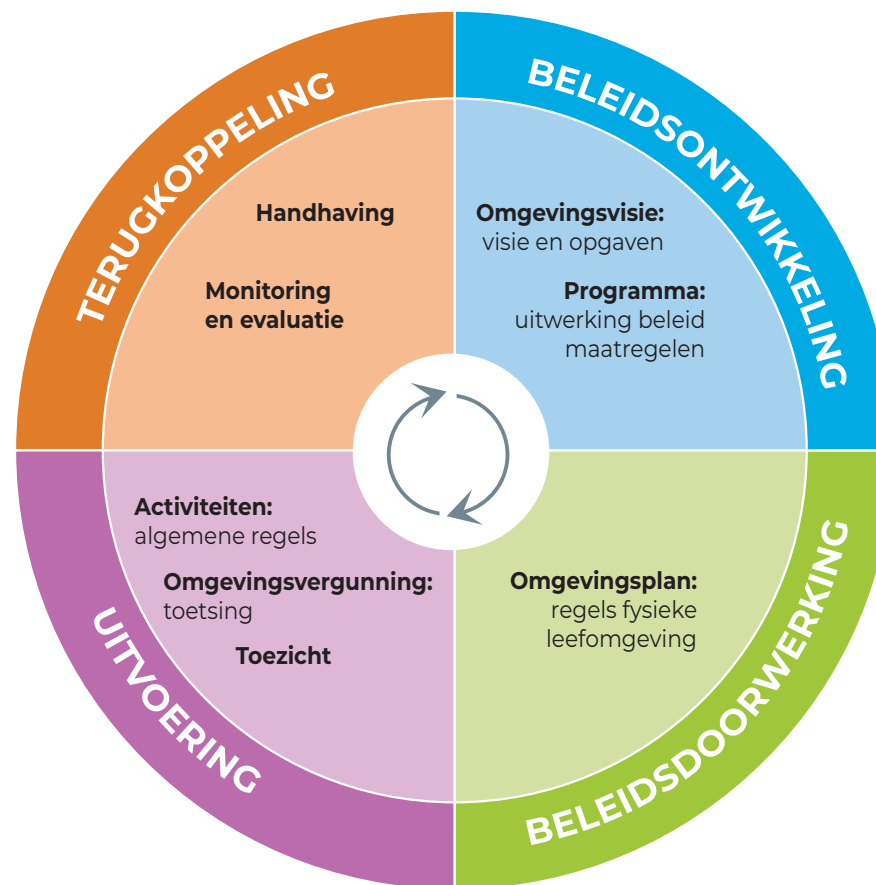 TERUGKOPPELING
Handhaving
Monitoring
en evaluatie
BELEIDSONTWIKKELING
Omgevingsvisie:
visie en opgaven
Programma:
uitwerking beleid
maatregelen
BELEIDSDOORWERKING
Omgevingsplan:
regels fysieke
leefomgeving
UITVOERING
Activiteiten:
algemene regels
Omgevingsvergunning:
toetsing
Toezicht